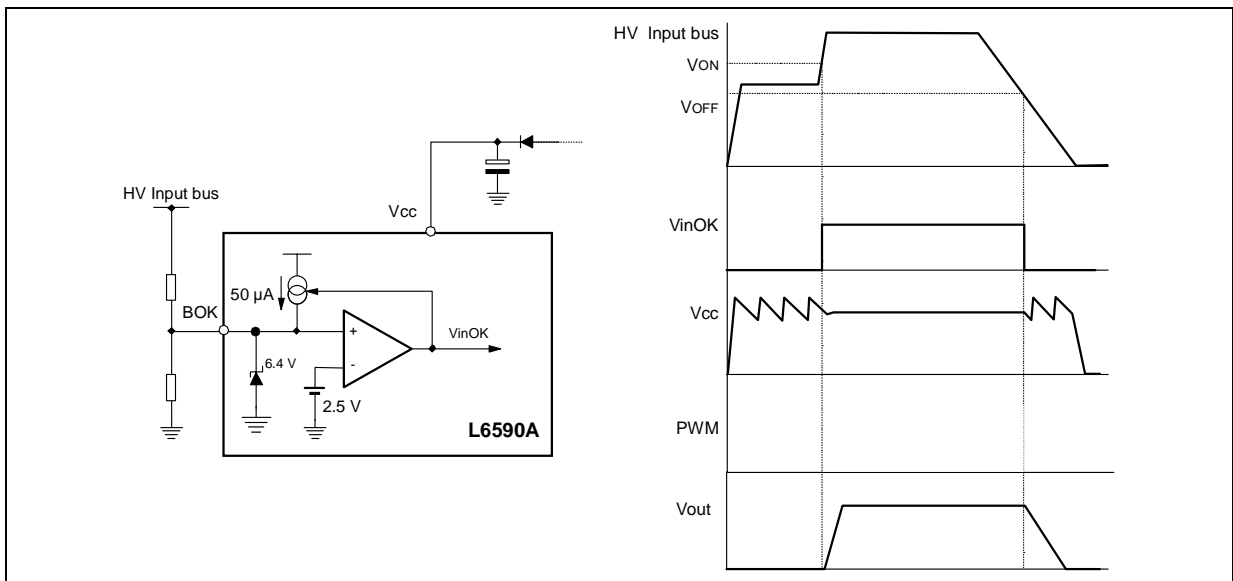 HV Input bus
Vcc
BOK
50 µA
6.4 V
+
-
2.5 V
VinOK
L6590A
HV Input bus
VON
VOFF
VinOK
Vcc
PWM
Vout